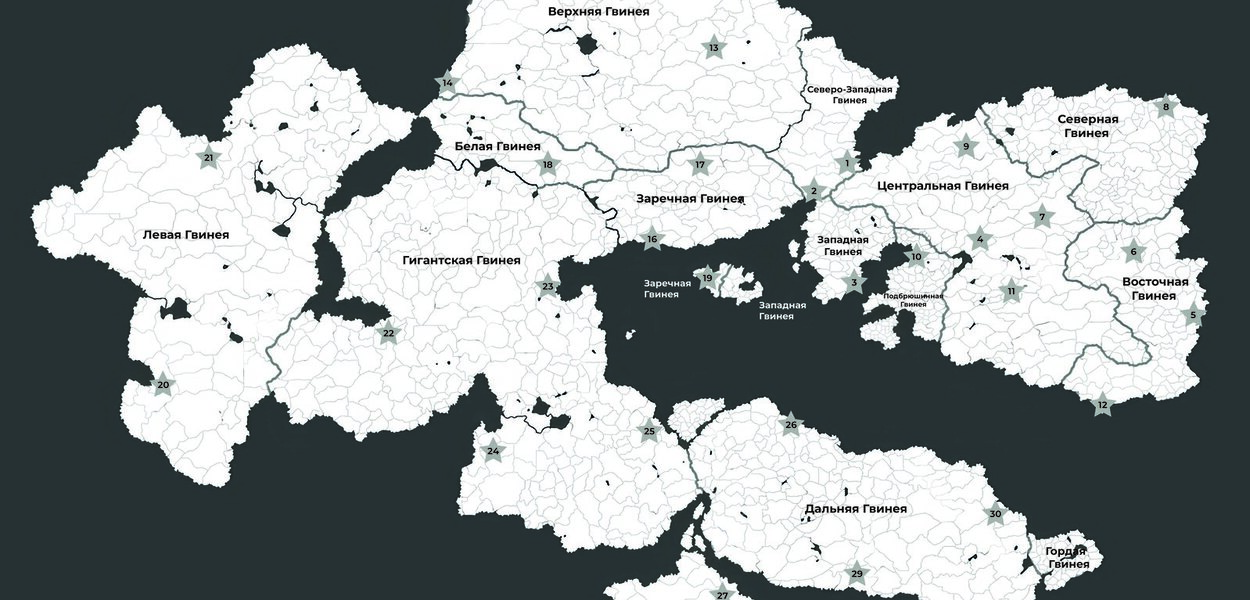 Верхняя Гвинея
13
14
Северо-Западная
Гвинея
8
Северная
Гвинея
Белая Гвинея
9
21
18
17
1
Центральная Гвинея
2
Заречная Гвинея
7
Левая Гвинея
16
4
Западная
Гвинея
6
10
Гигантская Гвинея
19
3
Заречная
Гвинея
23
11
Восточная
Гвинея
Подбрюшинная
Гвинея
Западная
Гвинея
5
22
20
12
26
25
24
Дальняя Гвинея
30
Гордая
Гвинея
29
27